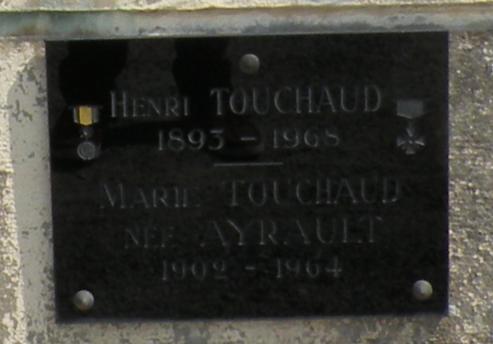 HENRI TOUCHAUD
1893 - 1968
MARIE TOUCHAUD
NÉE AYRAULT
1902 - 1964